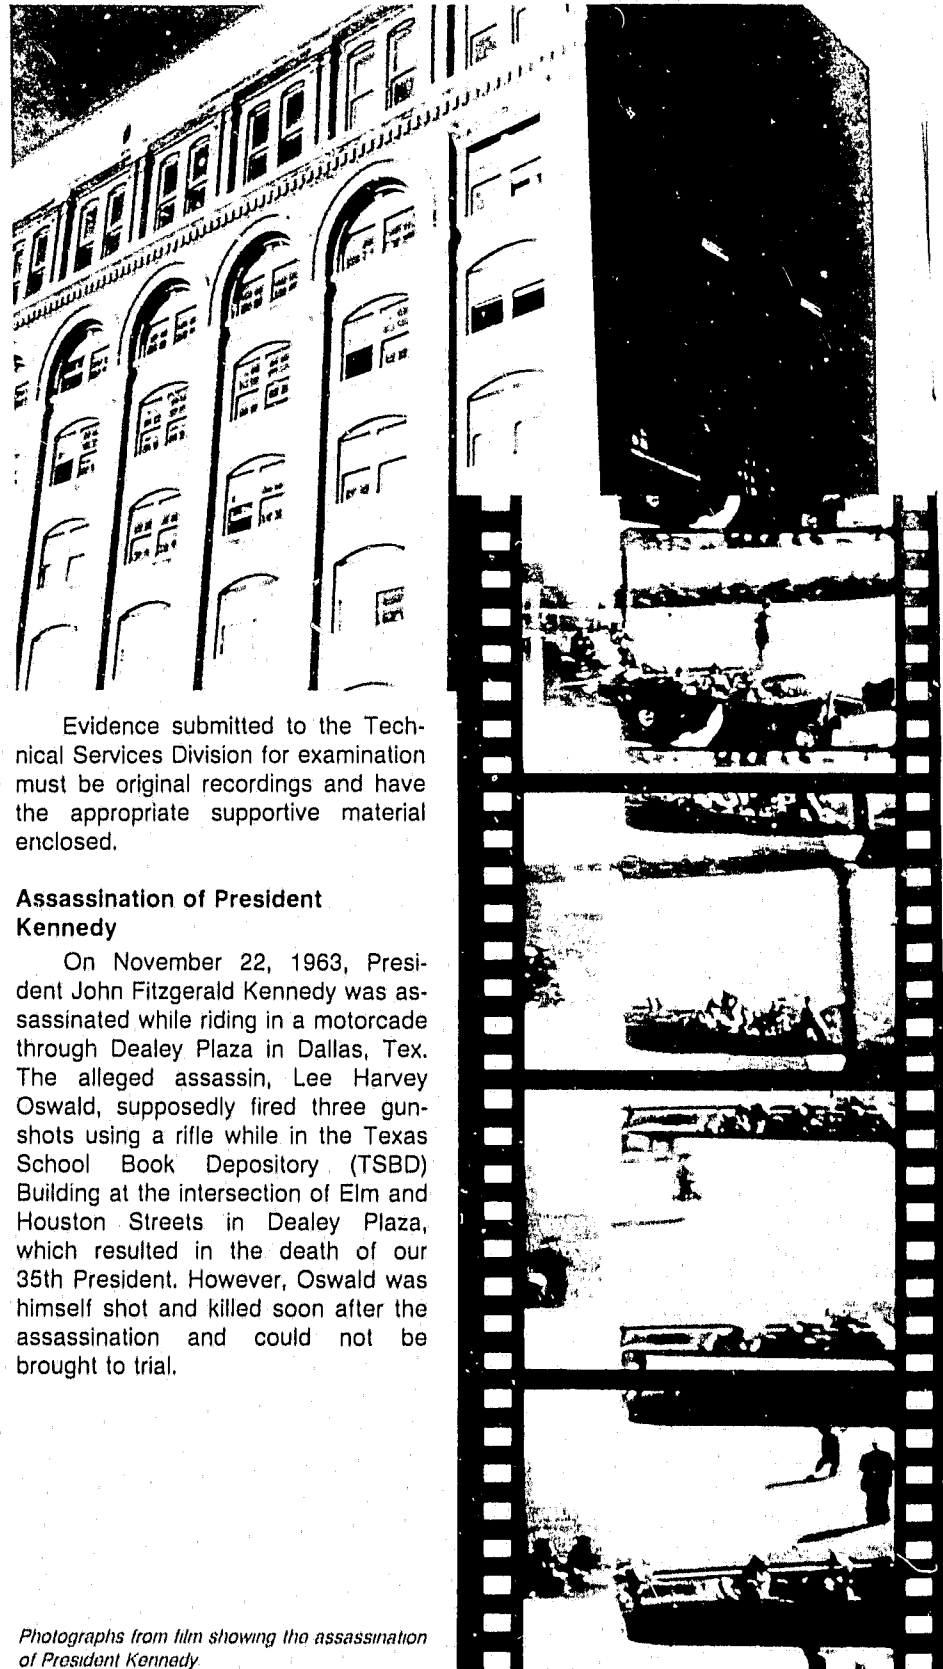 Evidence submitted to the Tech-
nical Services Division for examination
must be original recordings and have
the appropriate supportive material
enclosed.
Assassination of President
Kennedy
On November 22, 1963, Presi-
dent John Fitzgerald Kennedy was as-
sassinated while riding in a motorcade
through Dealey Plaza in Dallas, Tex.
The alleged assassin, Lee Harvey
Oswald, supposedly fired three gun-
shots using a rifle while in the Texas
School Book Depository (TSBD)
Building at the intersection of Elm and
Houston Streets in Dealey Plaza,
which resulted in the death of our
35th President. However, Oswald was
himself shot and killed soon after the
assassination and could not be
brought to trial.
Photographs from film showing the assassination
of President Kennedy.